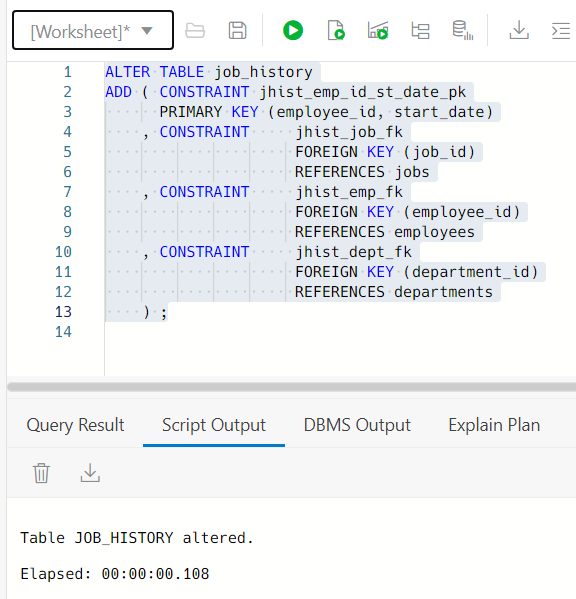 [Worksheet]*
1 ALTER TABLE job_history
2 ADD ( CONSTRAINT jhist_emp_id_st_date_pk
3 PRIMARY KEY (employee_id, start_date)
4 , CONSTRAINT jhist_job_fk
5 FOREIGN KEY (job_id)
6 REFERENCES jobs
7 , CONSTRAINT jhist_emp_fk
8 FOREIGN KEY (employee_id)
9 REFERENCES employees
10 , CONSTRAINT jhist_dept_fk
11 FOREIGN KEY (department_id)
12 REFERENCES departments
13 ) ;
14
Query Result Script Output DBMS Output Explain Plan
Table JOB_HISTORY altered.
Elapsed: 00:00:00.108